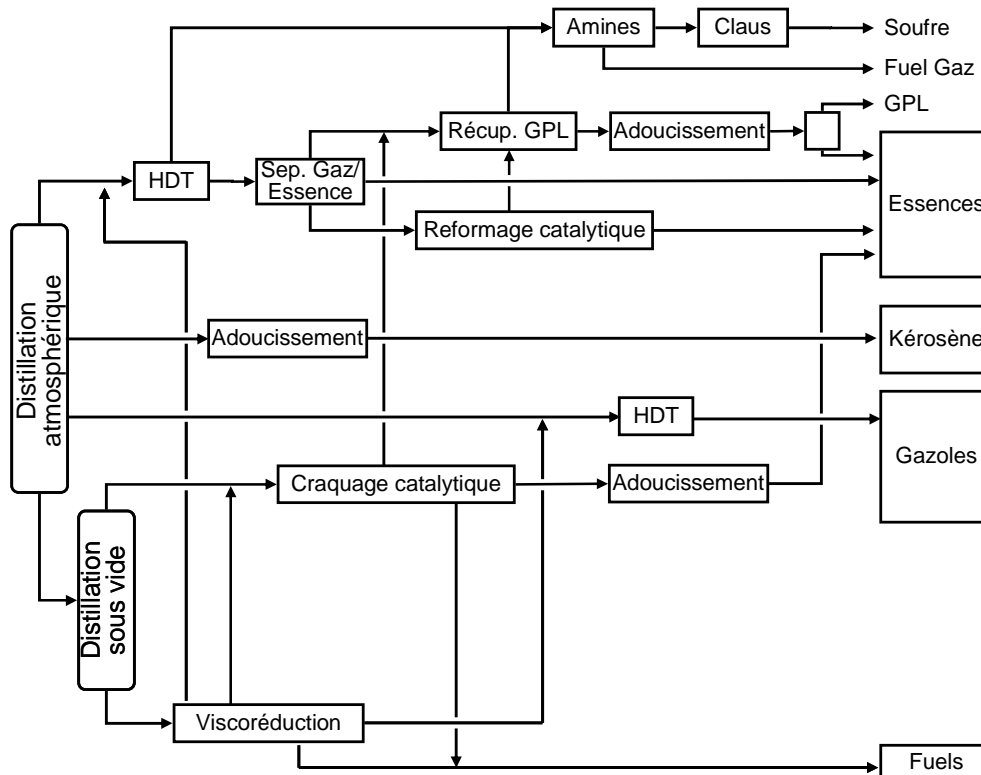 Amines
Claus
Soufre
Fuel Gaz
GPL
Récup. GPL
Adoucissement
HDT
Sep. Gaz/
Essence
Essences
Reformage catalytique
Distillation
atmosphérique
Adoucissement
Kérosène
HDT
Gazoles
Craquage catalytique
Adoucissement
Distillation
sous vide
Viscoréduction
Fuels